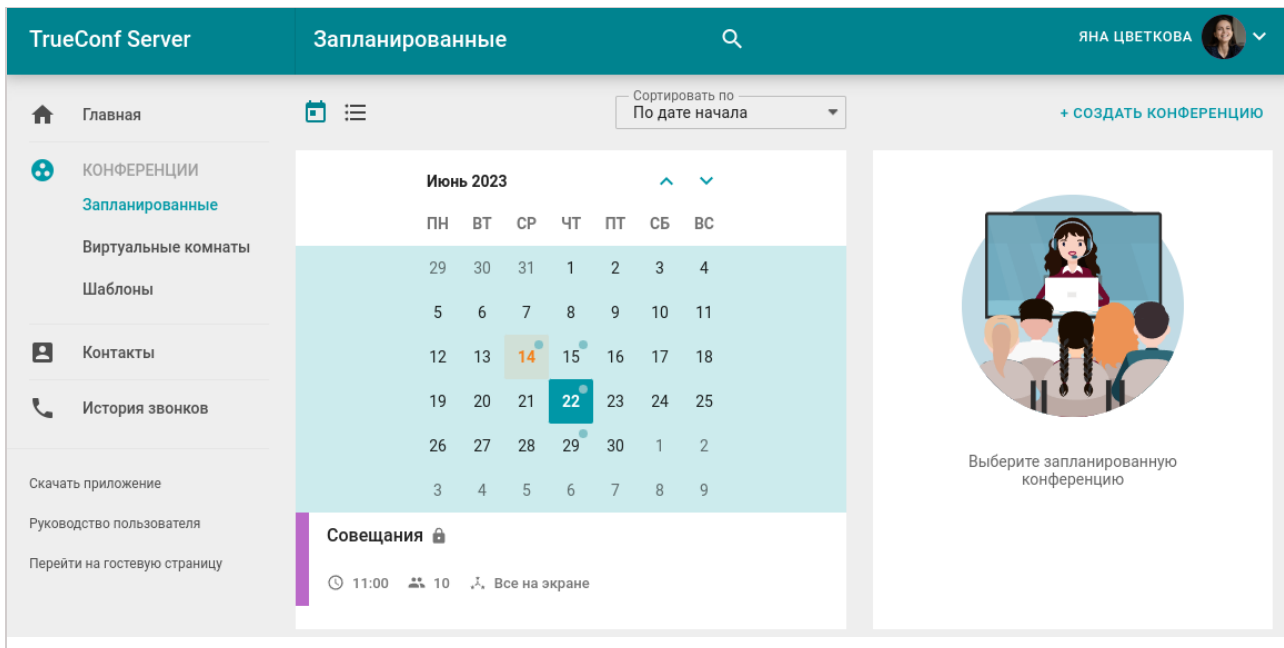 TrueConf Server
Запланированные
ЯНА ЦВЕТКОВА
Главная
КОНФЕРЕНЦИИ
Запланированные
Виртуальные комнаты
Шаблоны
Контакты
История звонков
Скачать приложение
Руководство пользователя
Перейти на гостевую страницу
Сортировать по
По дате начала
+ СОЗДАТЬ КОНФЕРЕНЦИЮ
Июнь 2023
ПН ВТ СР ЧТ ПТ СБ ВС
29 30 31 1 2 3 4
5 6 7 8 9 10 11
12 13 14 15 16 17 18
19 20 21 22 23 24 25
26 27 28 29 30 1 2
3 4 5 6 7 8 9
Совещания
11:00 10 Все на экране
Выберите запланированную
конференцию